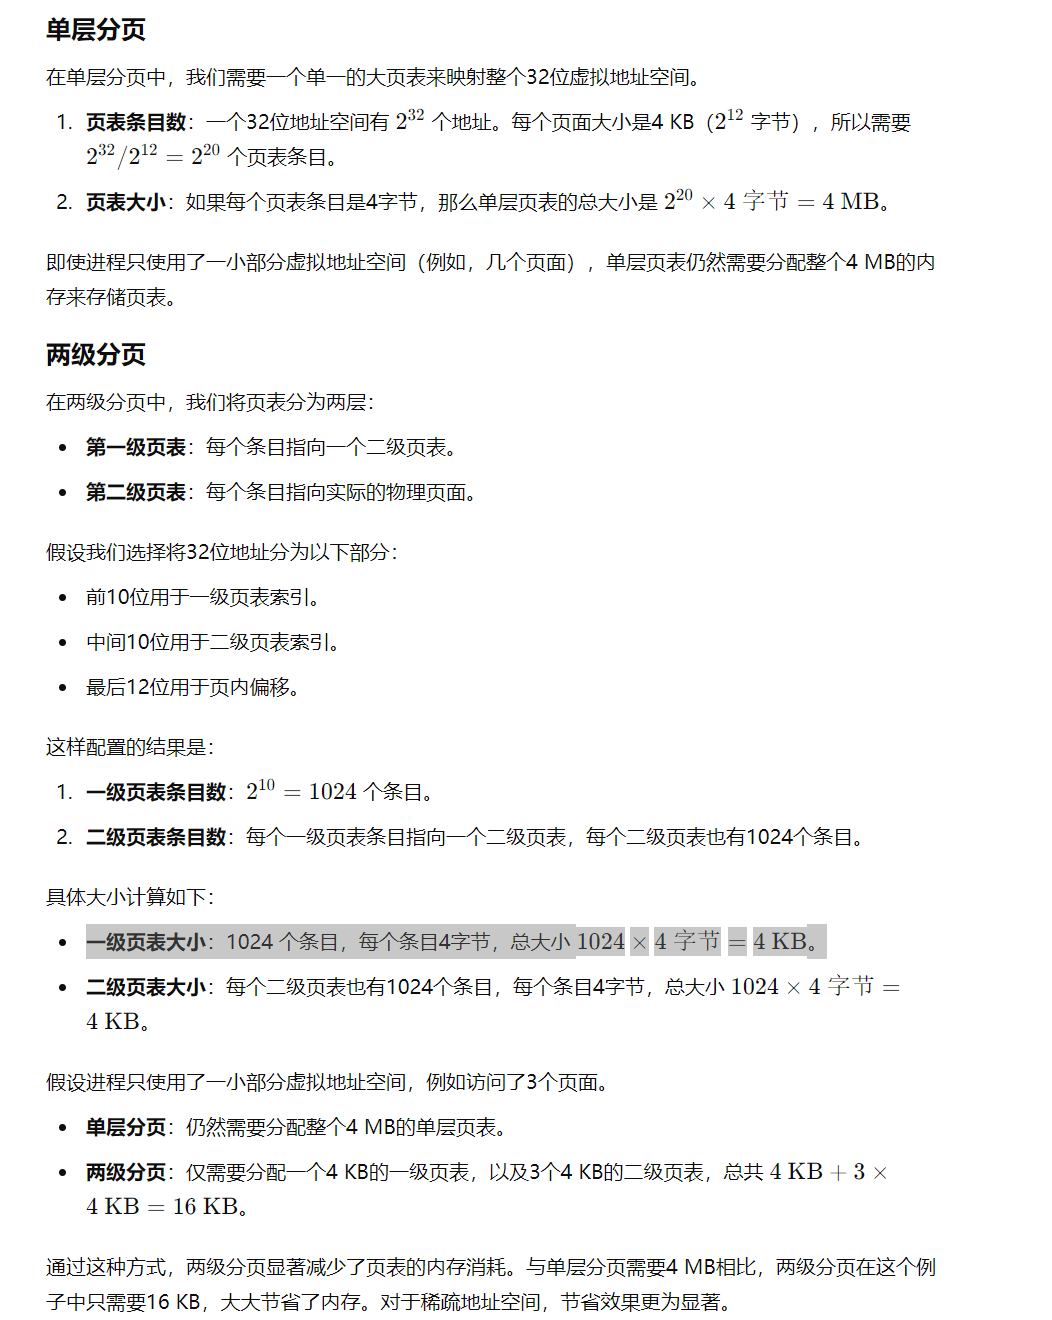 单层分页
在单层分页中，我们需要一个单一的大页表来映射整个32位虚拟地址空间。
1. 页表条目数：一个32位地址空间有 2^32 个地址。每个页面大小是4 KB（2^12 字节），所以需要
2^32/2^12 = 2^20 个页表条目。
2. 页表大小：如果每个页表条目是4字节，那么单层页表的总大小是 2^20 × 4 字节 = 4 MB。
即使进程只使用了一小部分虚拟地址空间（例如，几个页面），单层页表仍然需要分配整个4 MB的内
存来存储页表。
两级分页
在两级分页中，我们将页表分为两层：
• 第一级页表：每个条目指向一个二级页表。
• 第二级页表：每个条目指向实际的物理页面。
假设我们选择将32位地址分为以下部分：
• 前10位用于一级页表索引。
• 中间10位用于二级页表索引。
• 最后12位用于页内偏移。
这样配置的结果是：
1. 一级页表条目数：2^10 = 1024 个条目。
2. 二级页表条目数：每个一级页表条目指向一个二级页表，每个二级页表也有1024个条目。
具体大小计算如下：
• 一级页表大小：1024 个条目，每个条目4字节，总大小 1024 × 4 字节 = 4 KB。
• 二级页表大小：每个二级页表也有1024个条目，每个条目4字节，总大小 1024 × 4 字节 =
4 KB。
假设进程只使用了一小部分虚拟地址空间，例如访问了3个页面。
• 单层分页：仍然需要分配整个4 MB的单层页表。
• 两级分页：仅需要分配一个4 KB的一级页表，以及3个4 KB的二级页表，总共 4 KB + 3 ×
4 KB = 16 KB。
通过这种方式，两级分页显著减少了页表的内存消耗。与单层分页需要4 MB相比，两级分页在这个例
子中只需要16 KB，大大节省了内存。对于稀疏地址空间，节省效果更为显著。